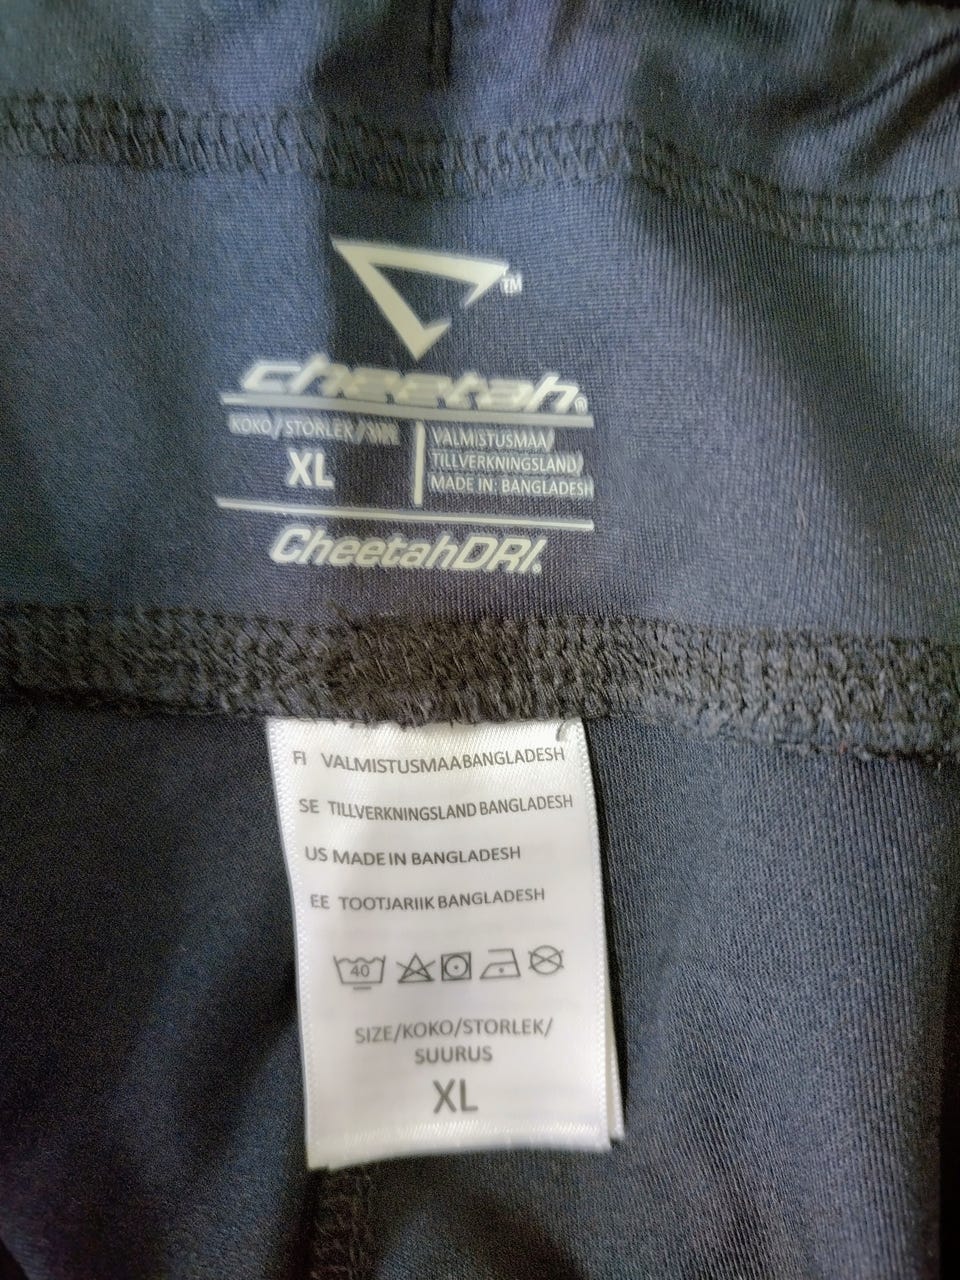 TM
cheetah®
KOKO/STORLEK/
XL
VALMISTUSMAA/
TILLVERKNINGSLAND/
MADE IN: BANGLADESH
CheetahDRI.
FI VALMISTUSMAA BANGLADESH
SE TILLVERKNINGSLAND BANGLADESH
US MADE IN BANGLADESH
EE TOOTJARIIK BANGLADESH
40
SIZE/KOKO/STORLEK/
SUURUS
XL